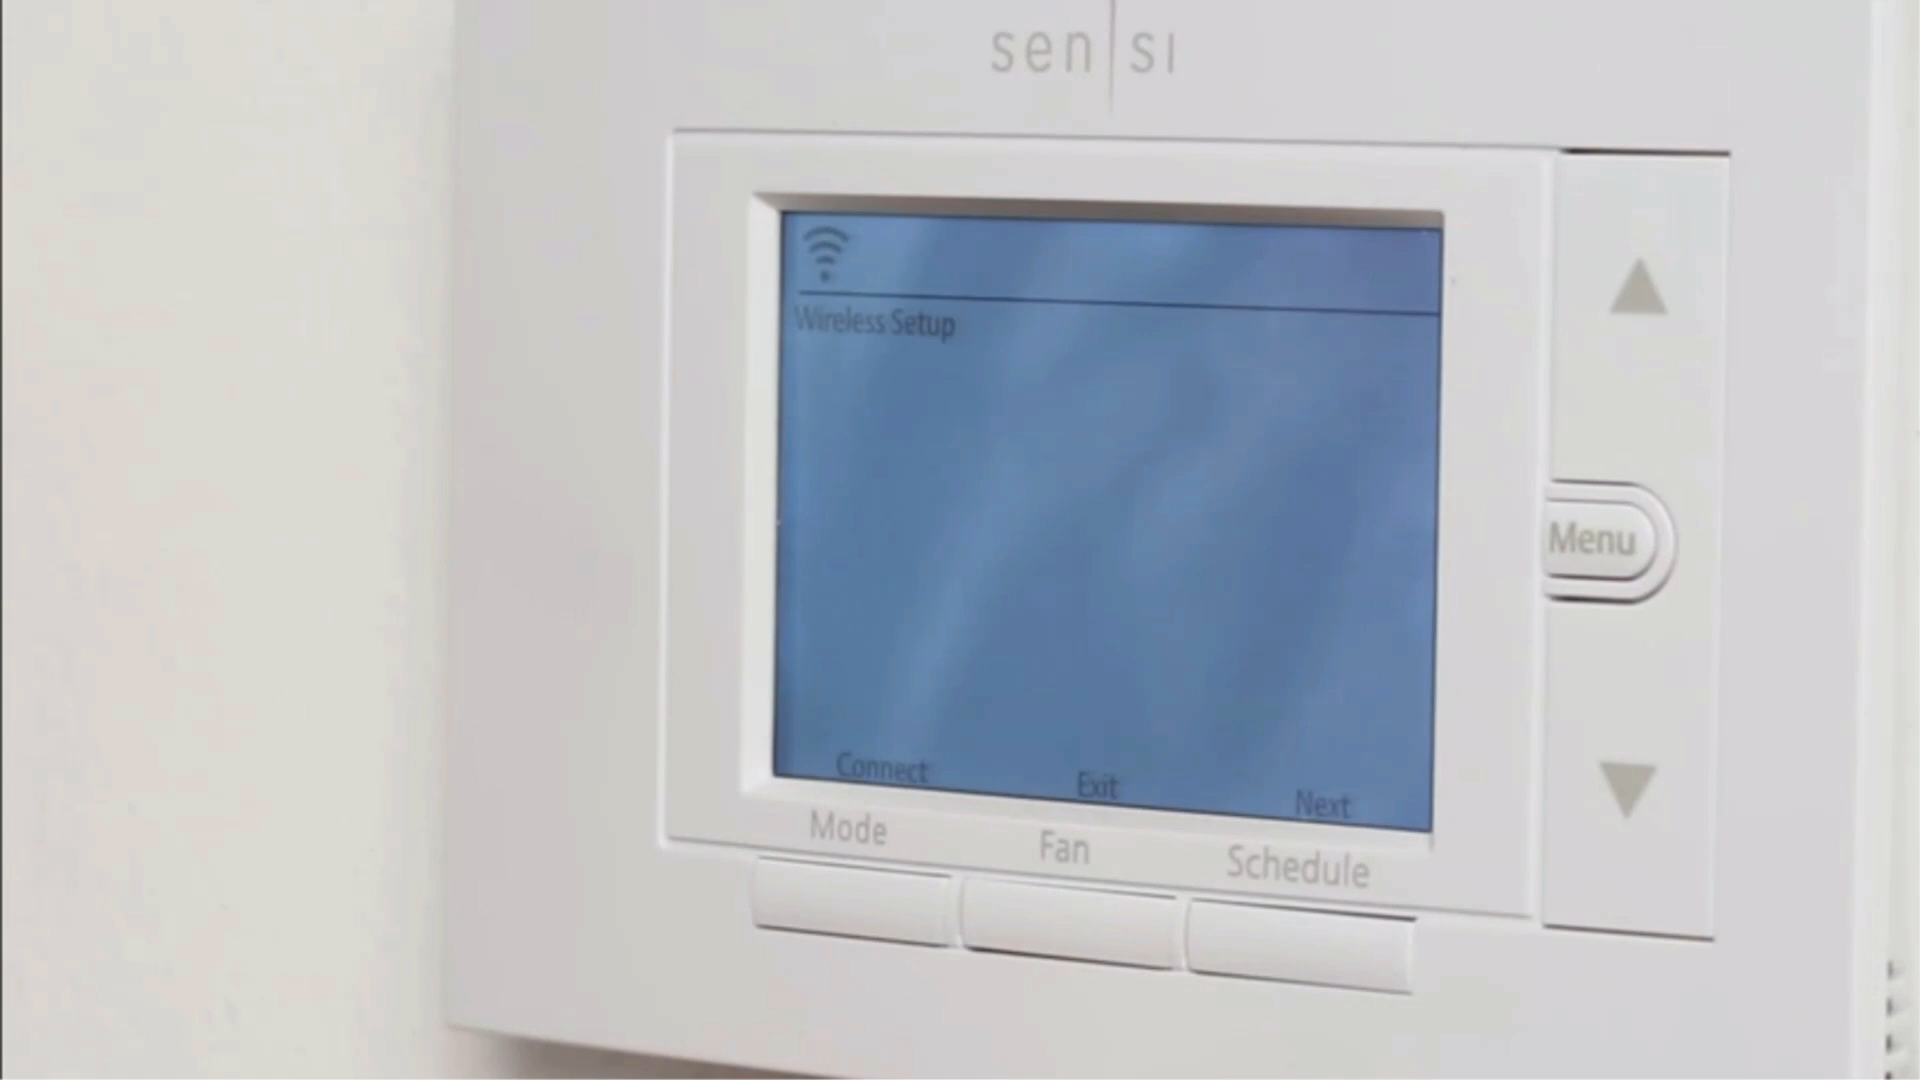 sensi
Wireless Setup
Connect Exit Next
Mode Fan Schedule
Menu